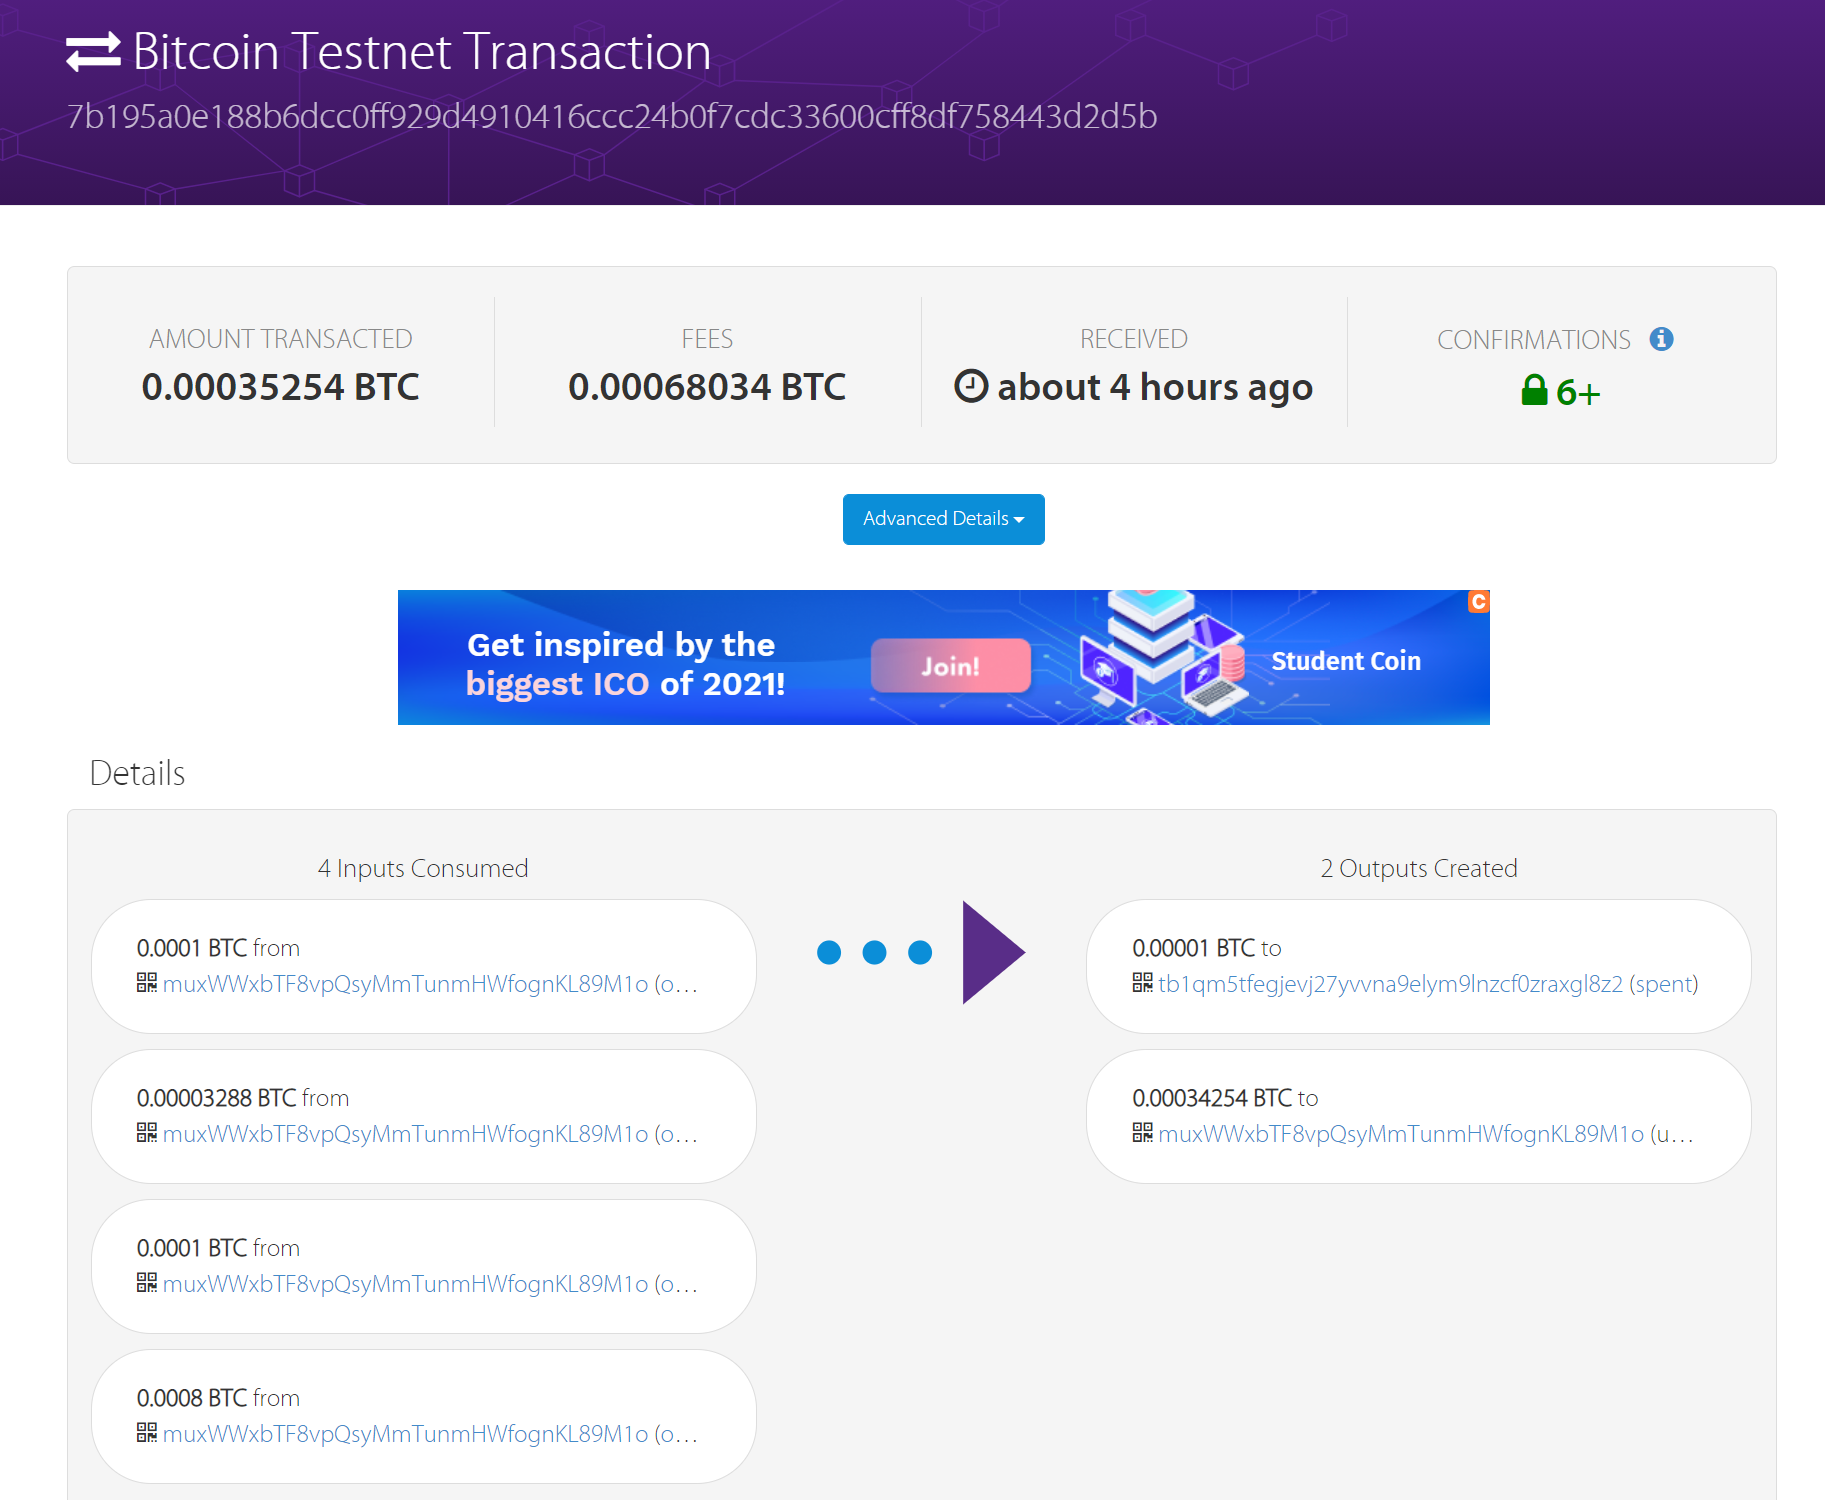 Bitcoin Testnet Transaction
7b195a0e188b6dcc0ff929d4910416ccc24b0f7cdc33600cff8df758443d2d5b
AMOUNT TRANSACTED
0.00035254 BTC
FEES
0.00068034 BTC
RECEIVED
about 4 hours ago
CONFIRMATIONS
6+
Advanced Details
Get inspired by the
biggest ICO of 2021!
Join!
Student Coin
C
Details
4 Inputs Consumed
0.0001 BTC from
muxWWxbTF8vpQsyMmTunmHWfognKL89M1o (o…
0.00003288 BTC from
muxWWxbTF8vpQsyMmTunmHWfognKL89M1o (o…
0.0001 BTC from
muxWWxbTF8vpQsyMmTunmHWfognKL89M1o (o…
0.0008 BTC from
muxWWxbTF8vpQsyMmTunmHWfognKL89M1o (o…
2 Outputs Created
0.00001 BTC to
tb1qm5tfegjevj27yvvna9elym9lnzcf0zraxgl8z2 (spent)
0.00034254 BTC to
muxWWxbTF8vpQsyMmTunmHWfognKL89M1o (u…